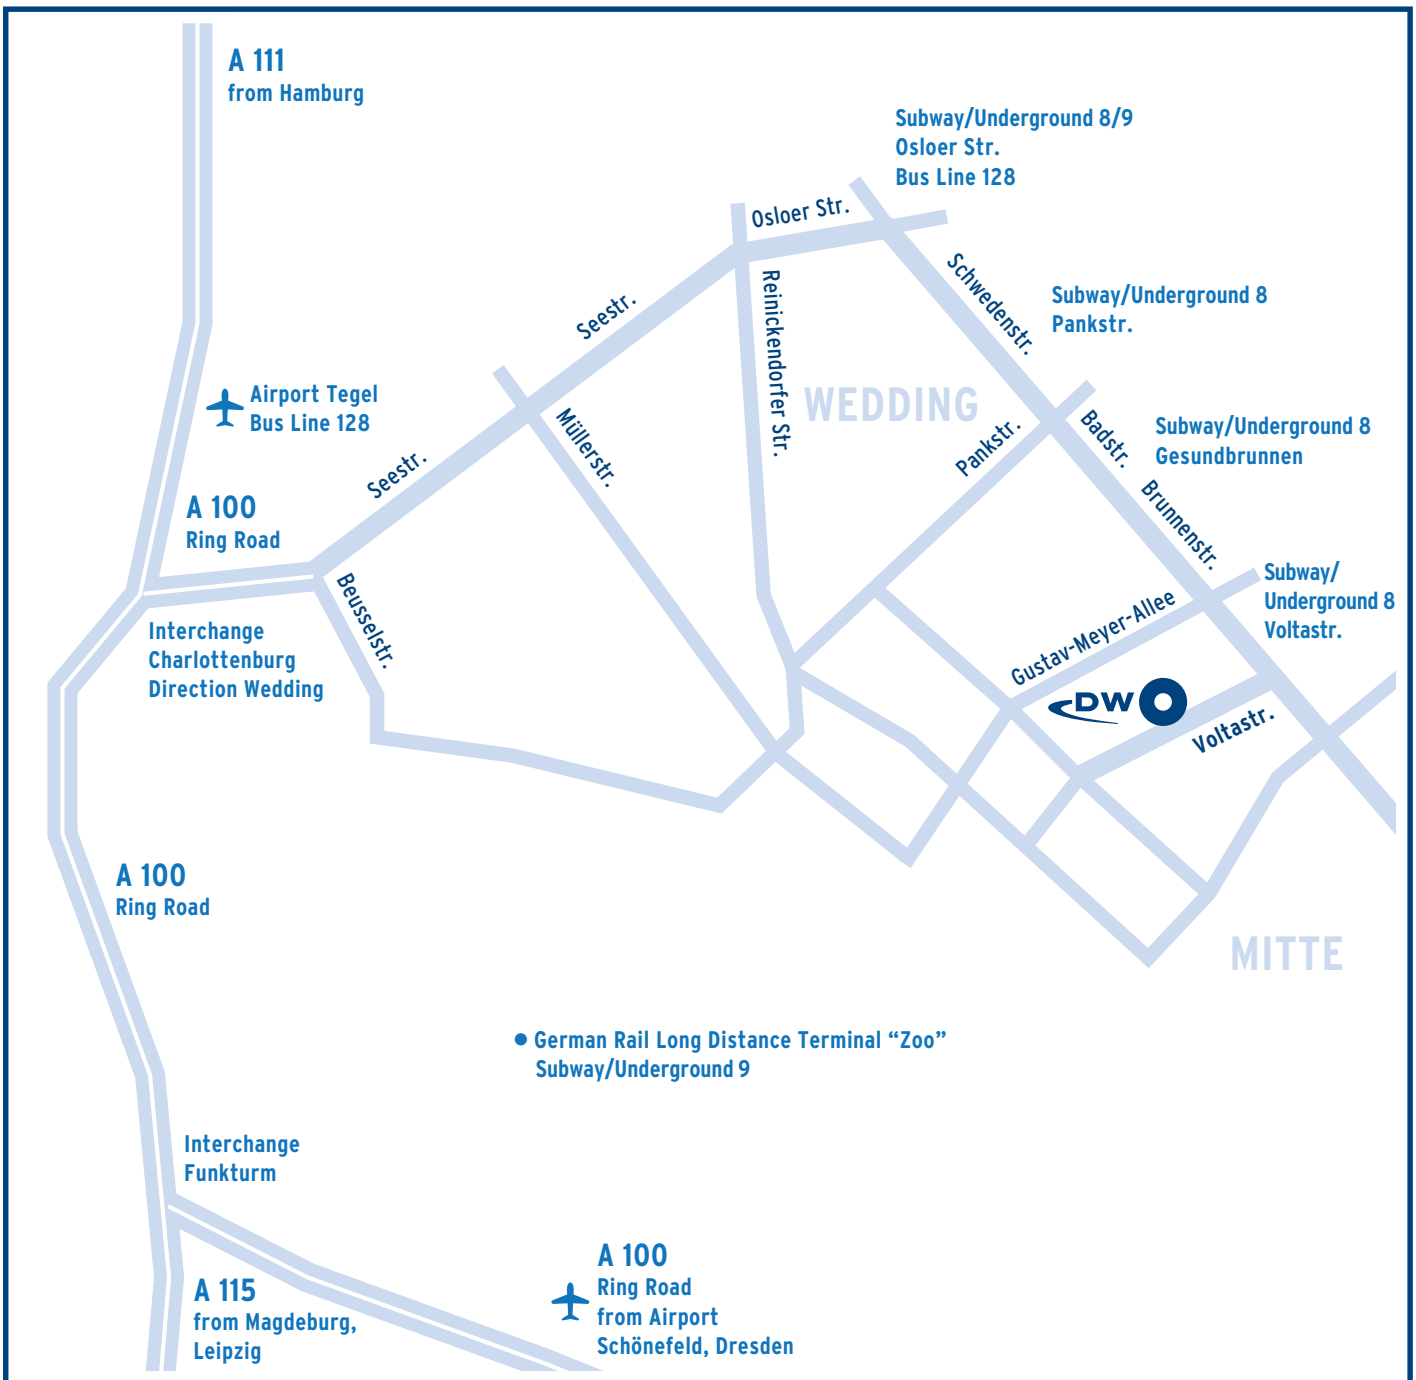 A 111
from Hamburg
Subway/Underground 8/9
Osloer Str.
Bus Line 128
Osloer Str.
Schwedenstr.
Reinickendorfer Str.
Seestr.
Subway/Underground 8
Pankstr.
WEDDING
Airport Tegel
Bus Line 128
Müllerstr.
Seestr.
Pankstr.
Badstr.
Subway/Underground 8
Gesundbrunnen
Brunnenstr.
A 100
Ring Road
Beusselstr.
Subway/
Underground 8
Voltastr.
Gustav-Meyer-Allee
Interchange
Charlottenburg
Direction Wedding
DW
Voltastr.
A 100
Ring Road
MITTE
German Rail Long Distance Terminal “Zoo”
Subway/Underground 9
Interchange
Funkturm
A 115
from Magdeburg,
Leipzig
A 100
Ring Road
from Airport
Schönefeld, Dresden